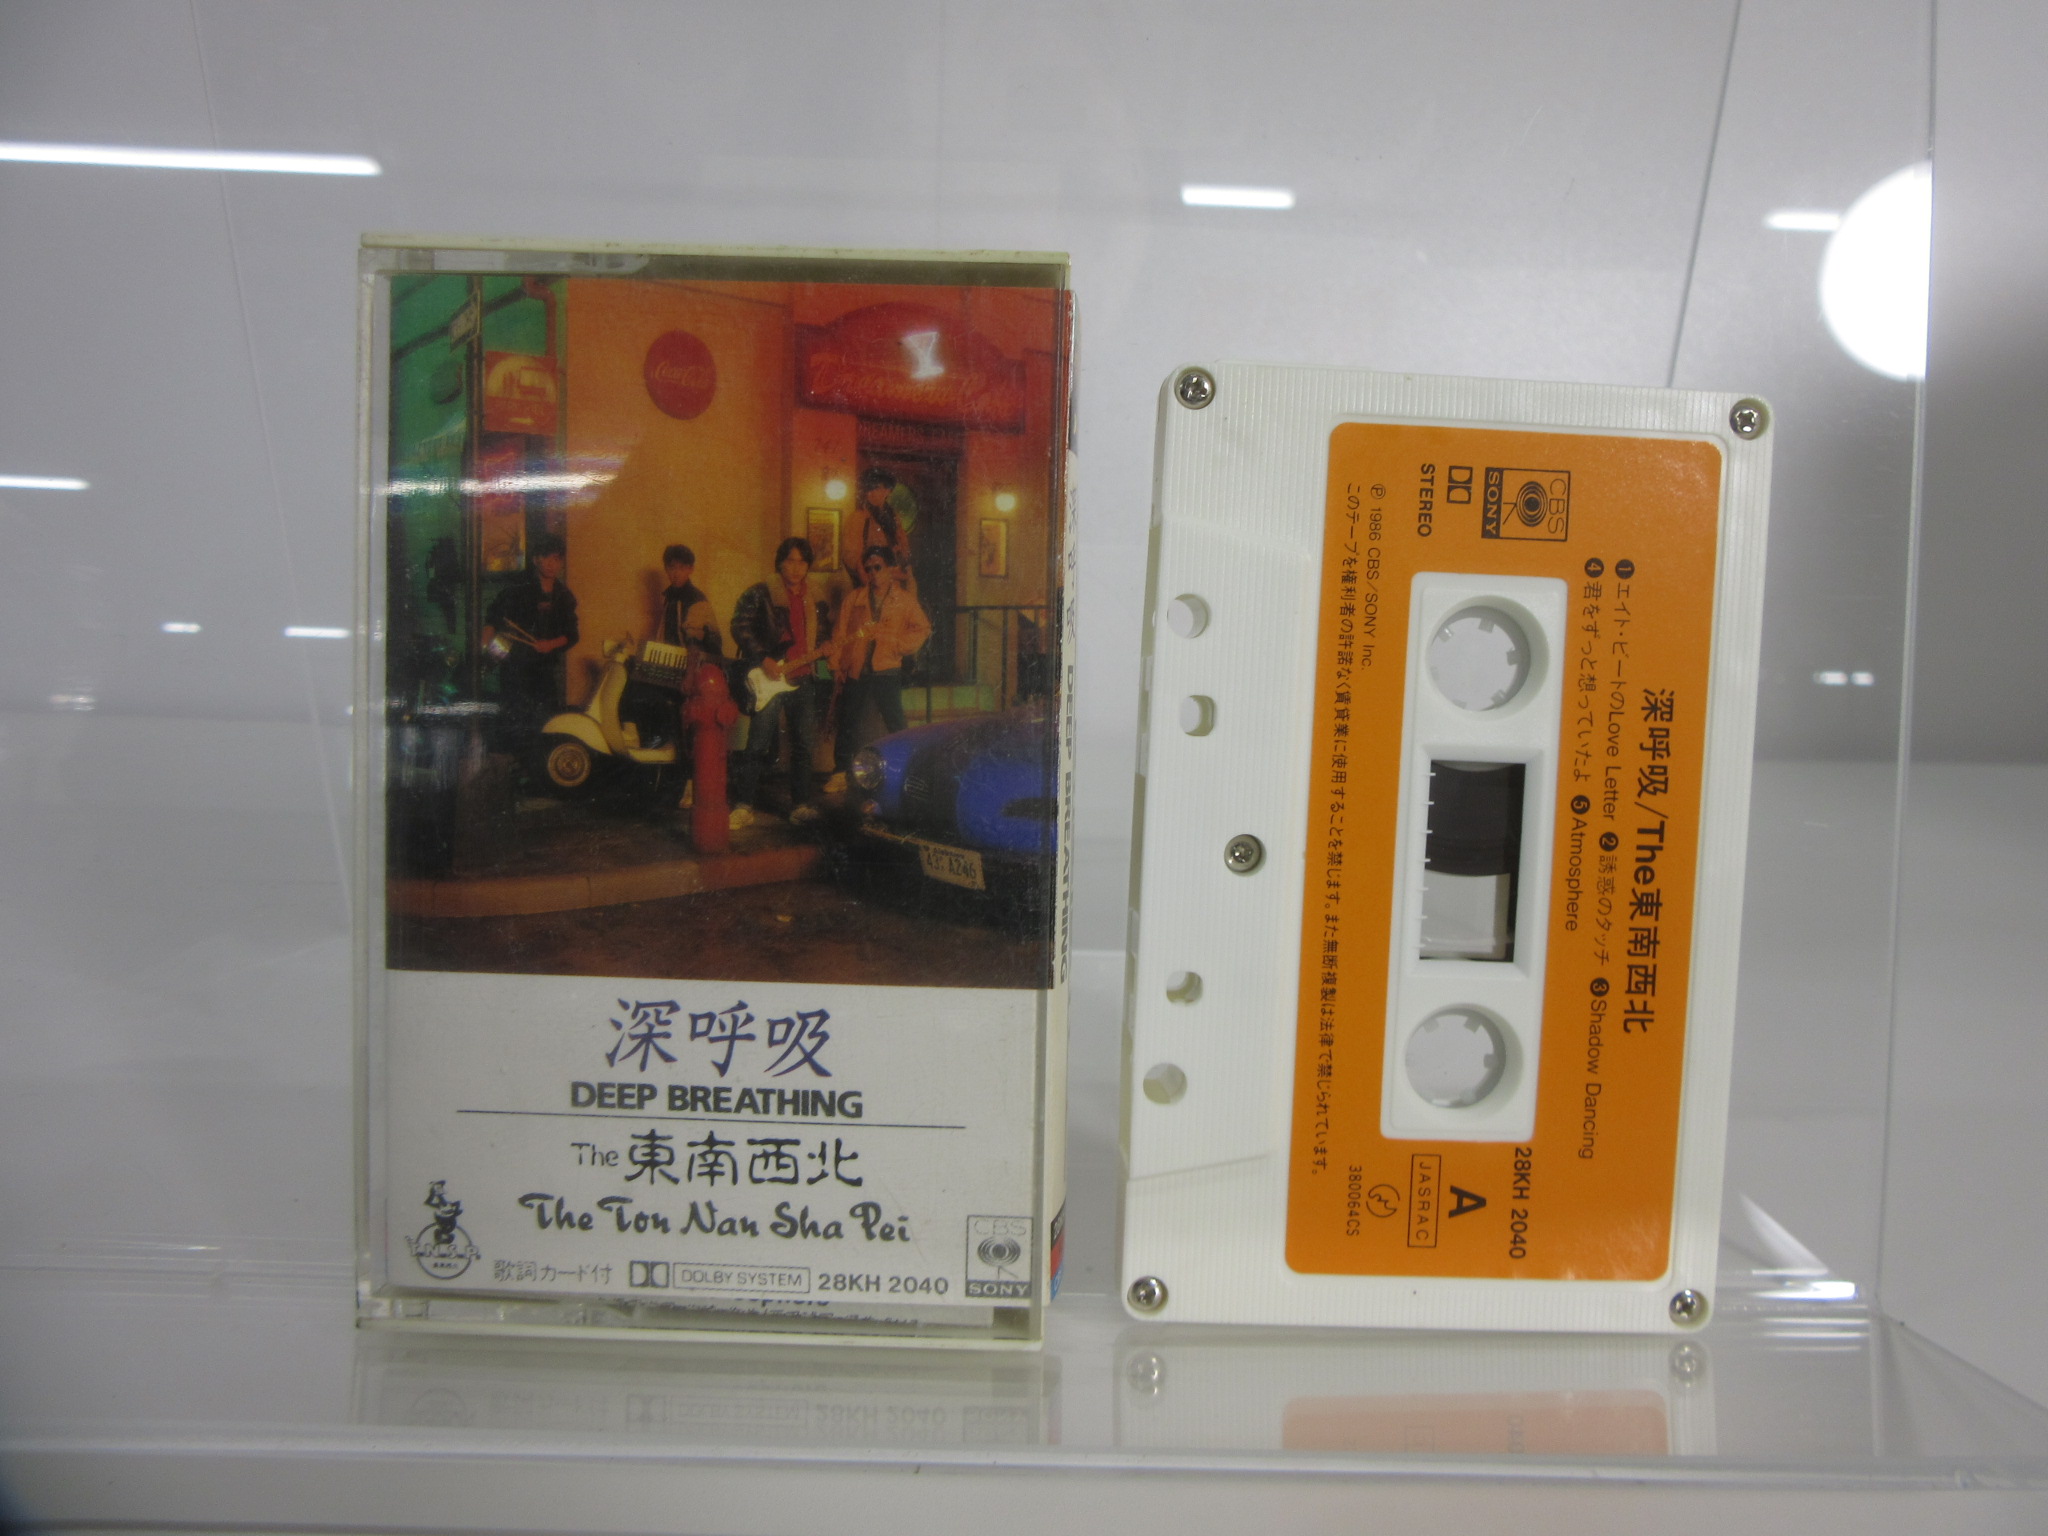 Coca-Cola
43 A246
深呼吸
DEEP BREATHING
The 東南西北
The Ton Nan Sha Pei
T.N.S.P.
歌詞カード付
DOLBY SYSTEM
28KH 2040
CBS
SONY
DEEP BREATHING
深呼吸/The東南西北
❶エイト・ビートのLove Letter ❷誘惑のタッチ ❸Shadow Dancing
❹君をずっと想っていたよ ❺Atmosphere
CBS
SONY
STEREO
28KH 2040
A
JASRAC
380064CS
Ⓟ 1986 CBS/SONY Inc.
このテープを権利者の許諾なく賃貸業に使用することを禁じます。また無断複製は法律で禁じられています。